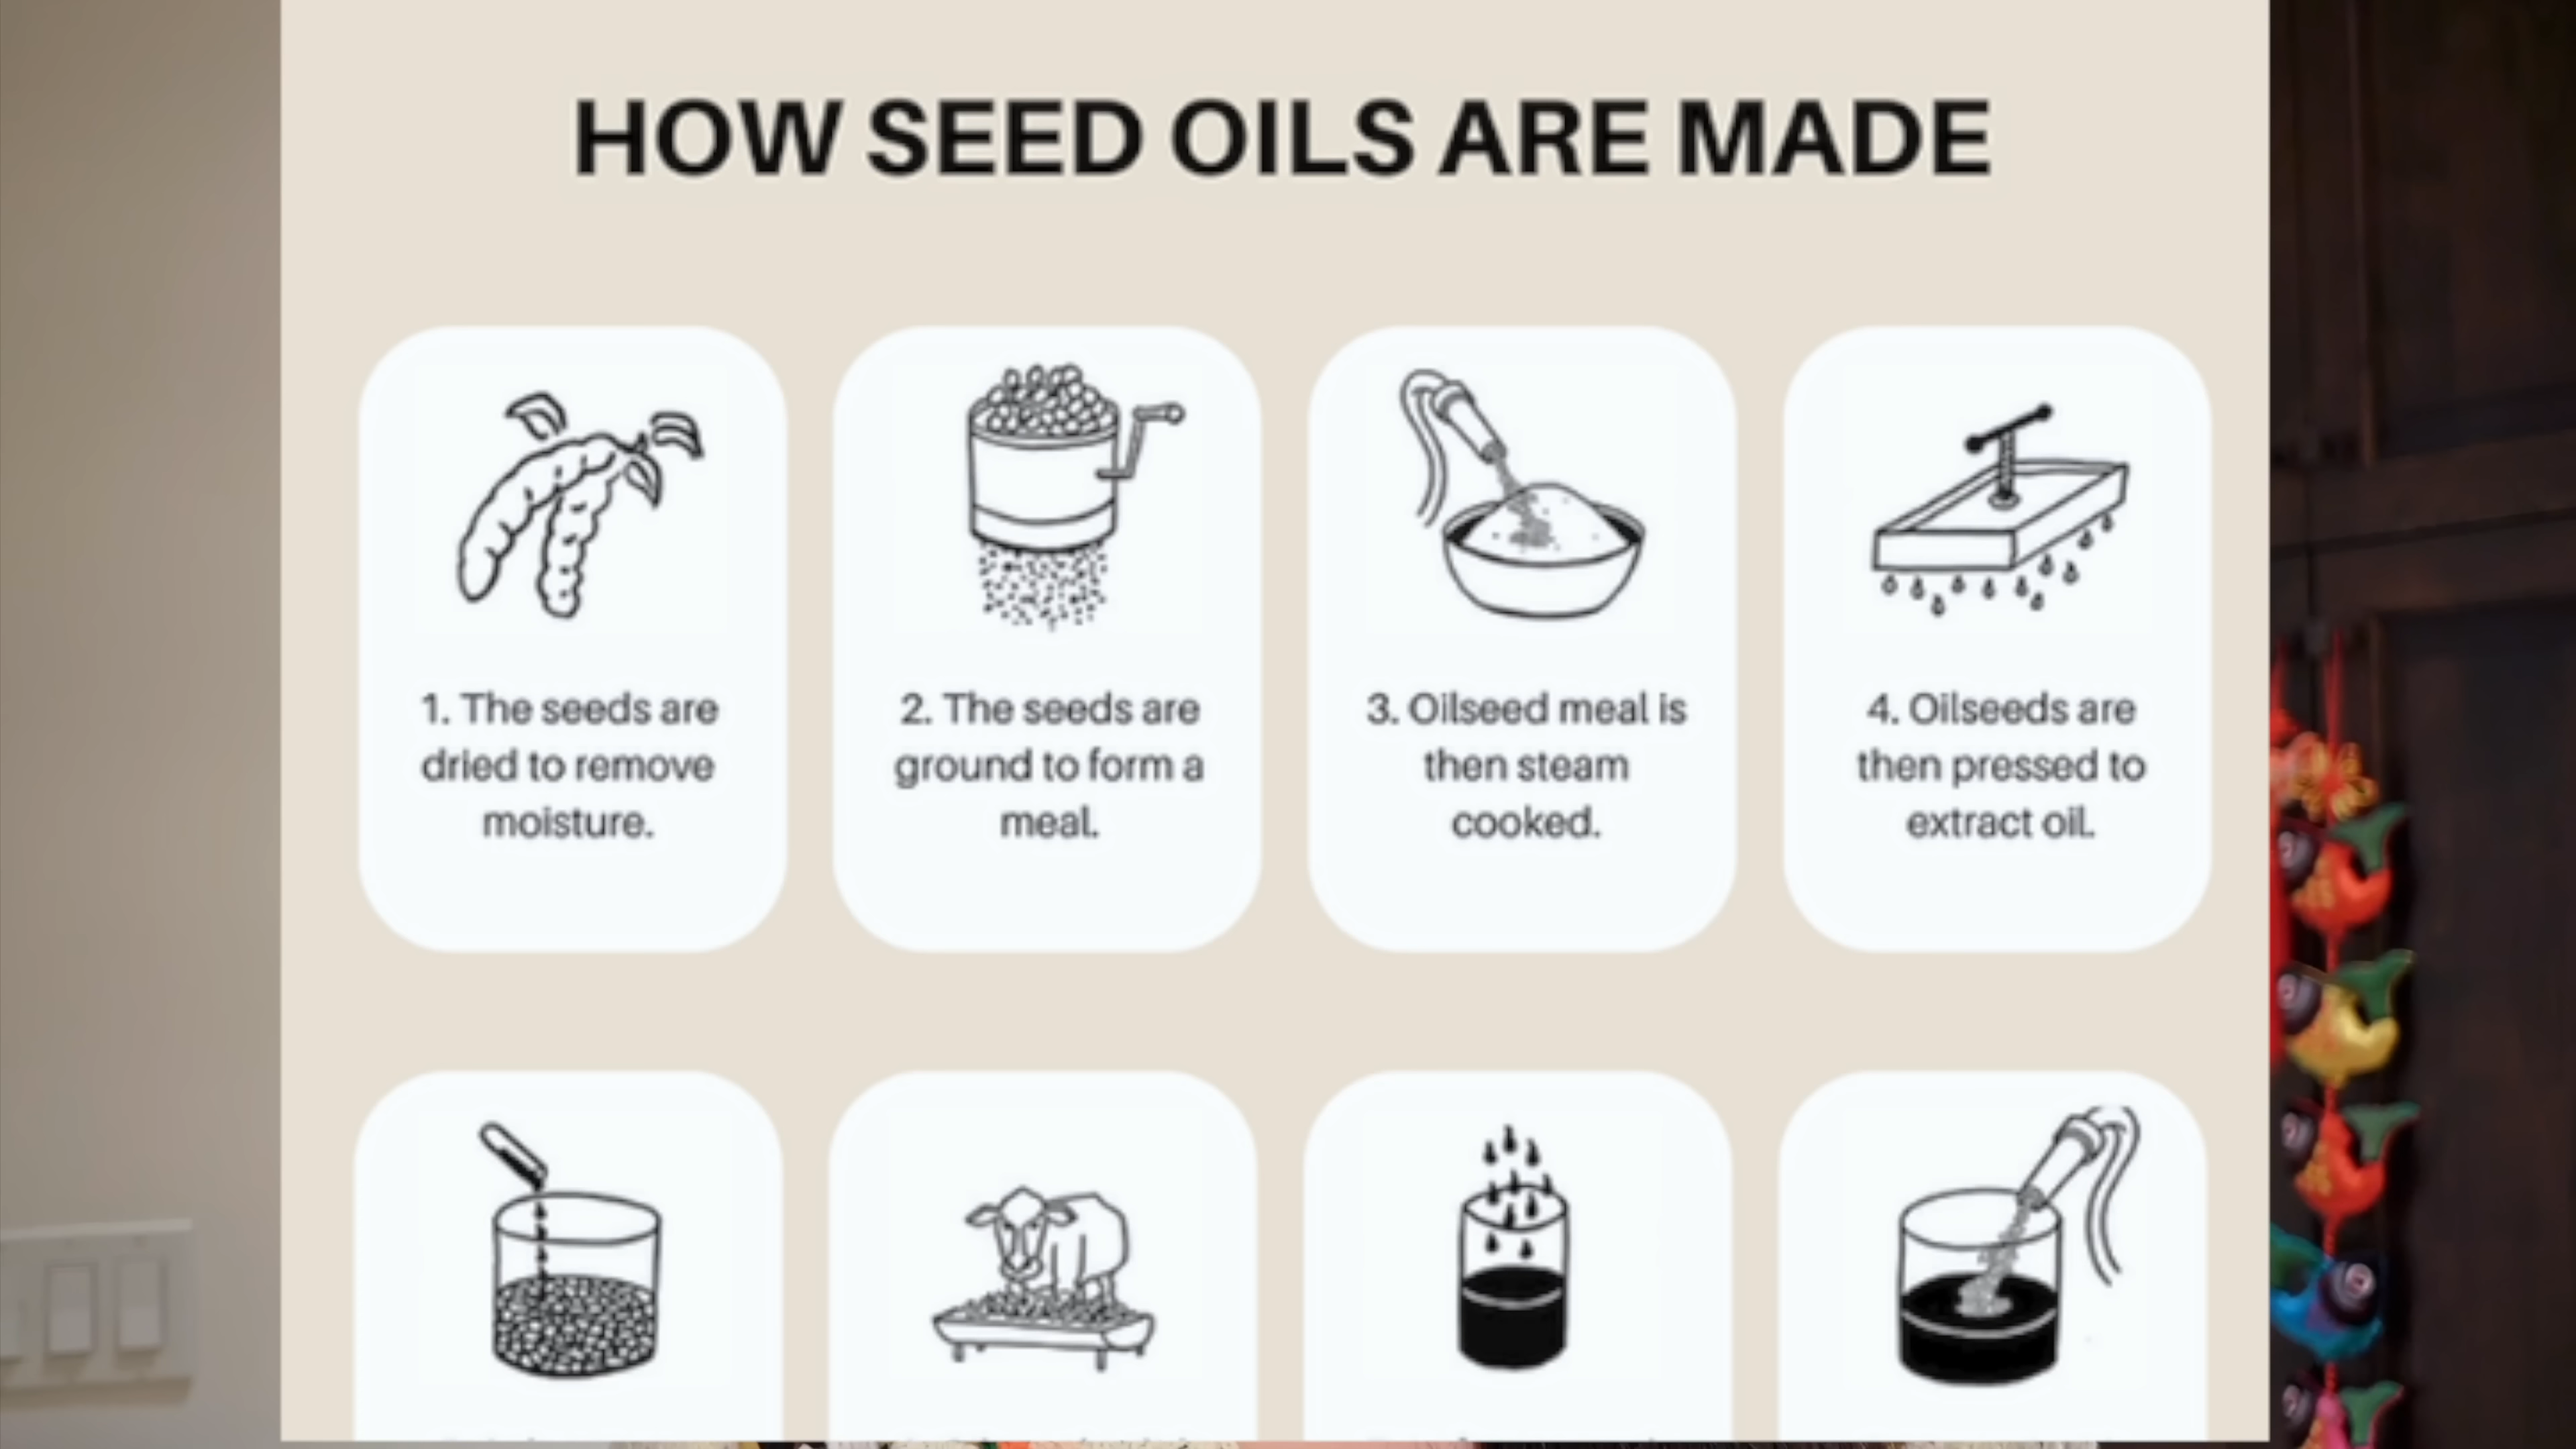 HOW SEED OILS ARE MADE
1. The seeds are
dried to remove
moisture.
2. The seeds are
ground to form a
meal.
3. Oilseed meal is
then steam
cooked.
4. Oilseeds are
then pressed to
extract oil.